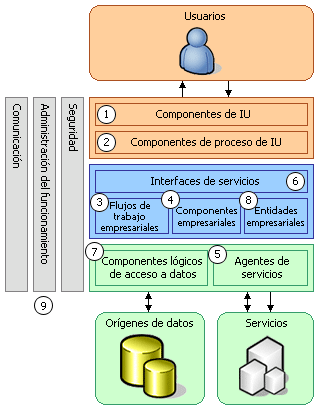 Usuarios
Comunicación
Administración del funcionamiento
Seguridad
1 Componentes de IU
2 Componentes de proceso de IU
Interfaces de servicios 6
3 Flujos de
trabajo
empresariales
4 Componentes
empresariales
8 Entidades
empresariales
7 Componentes lógicos
de acceso a datos
5 Agentes de
servicios
9
Orígenes de datos
Servicios